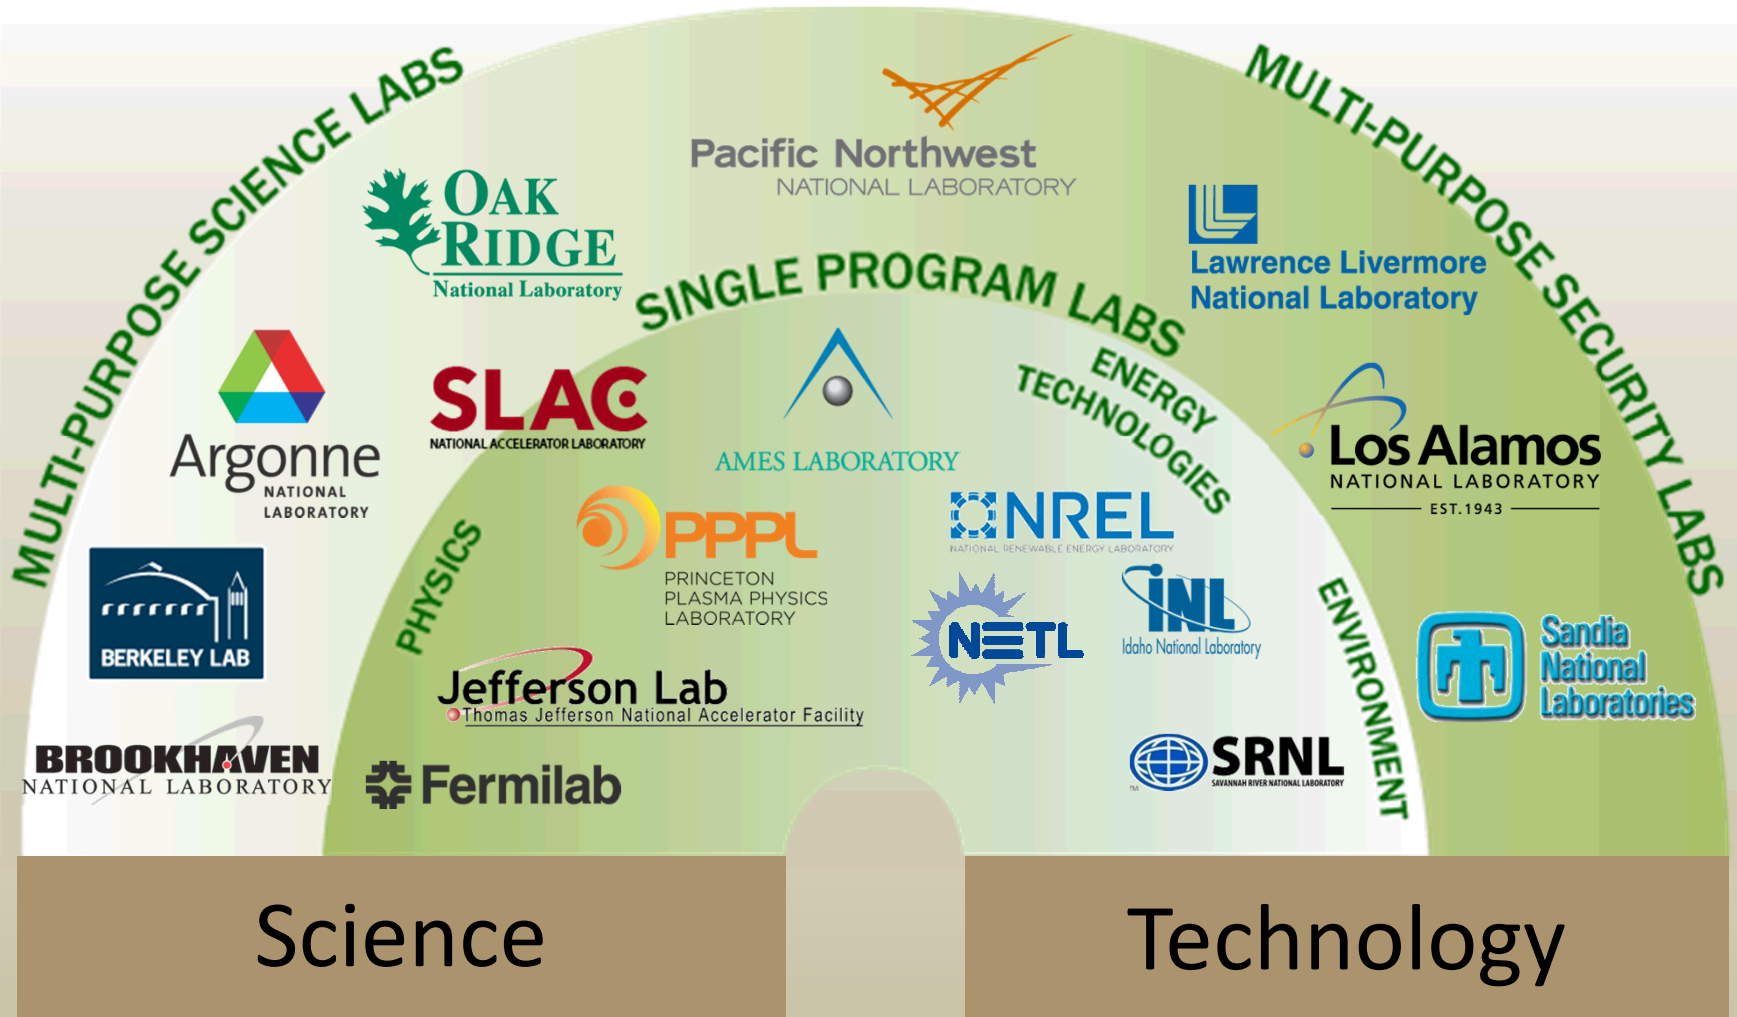 MULTI-PURPOSE SCIENCE LABS
MULTI-PURPOSE SECURITY LABS
Pacific Northwest
NATIONAL LABORATORY
OAK
RIDGE
National Laboratory
Lawrence Livermore
National Laboratory
SINGLE PROGRAM LABS
Argonne
NATIONAL
LABORATORY
SLAC
NATIONAL ACCELERATOR LABORATORY
AMES LABORATORY
ENERGY
TECHNOLOGIES
Los Alamos
NATIONAL LABORATORY
EST.1943
BERKELEY LAB
PHYSICS
PPPL
PRINCETON
PLASMA PHYSICS
LABORATORY
NREL
NATIONAL RENEWABLE ENERGY LABORATORY
NETL
INL
Idaho National Laboratory
ENVIRONMENT
Sandia
National
Laboratories
Jefferson Lab
Thomas Jefferson National Accelerator Facility
BROOKHAVEN
NATIONAL LABORATORY
Fermilab
SRNL
SAVANNAH RIVER NATIONAL LABORATORY
TM
Science
Technology